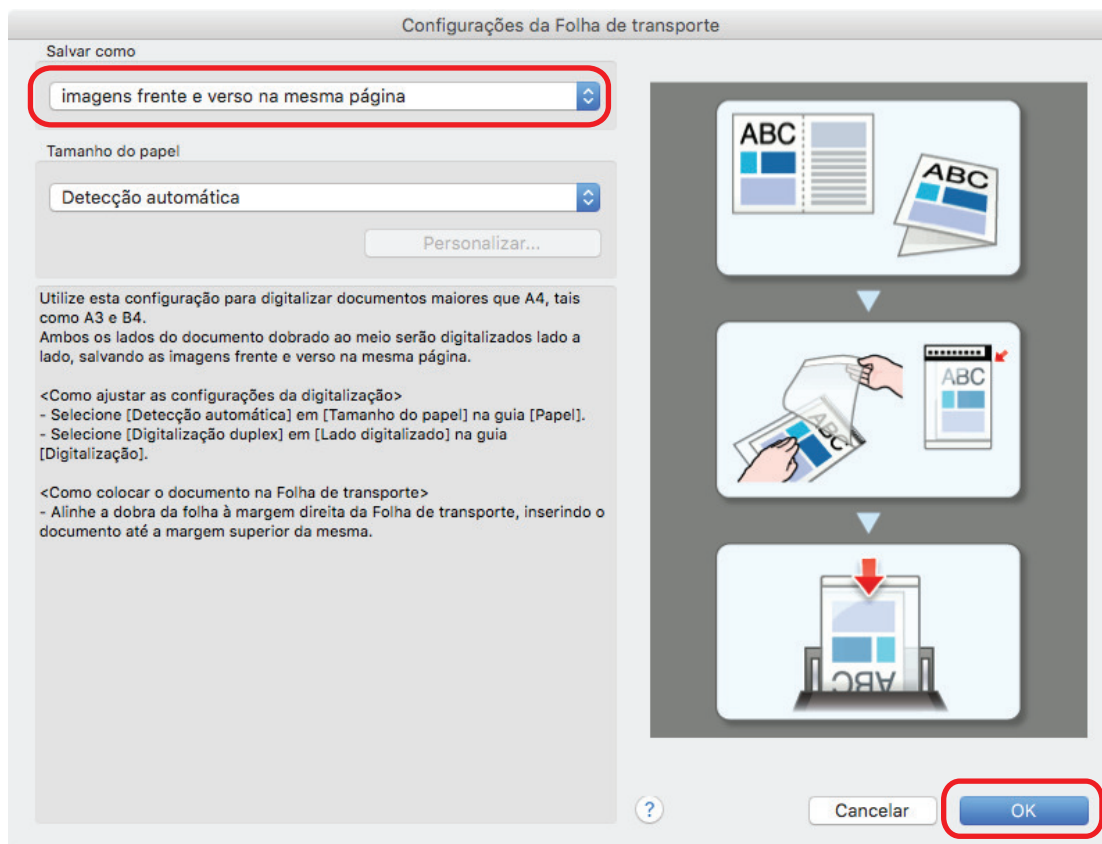 Configurações da Folha de transporte
Salvar como
imagens frente e verso na mesma página
Tamanho do papel
Detecção automática
Personalizar...
Utilize esta configuração para digitalizar documentos maiores que A4, tais
como A3 e B4.
Ambos os lados do documento dobrado ao meio serão digitalizados lado a
lado, salvando as imagens frente e verso na mesma página.
<Como ajustar as configurações da digitalização>
- Selecione [Detecção automática] em [Tamanho do papel] na guia [Papel].
- Selecione [Digitalização duplex] em [Lado digitalizado] na guia
[Digitalização].
<Como colocar o documento na Folha de transporte>
- Alinhe a dobra da folha à margem direita da Folha de transporte, inserindo o
documento até a margem superior da mesma.
ABC
ABC
ABC
ABC
ABC
?
Cancelar
OK